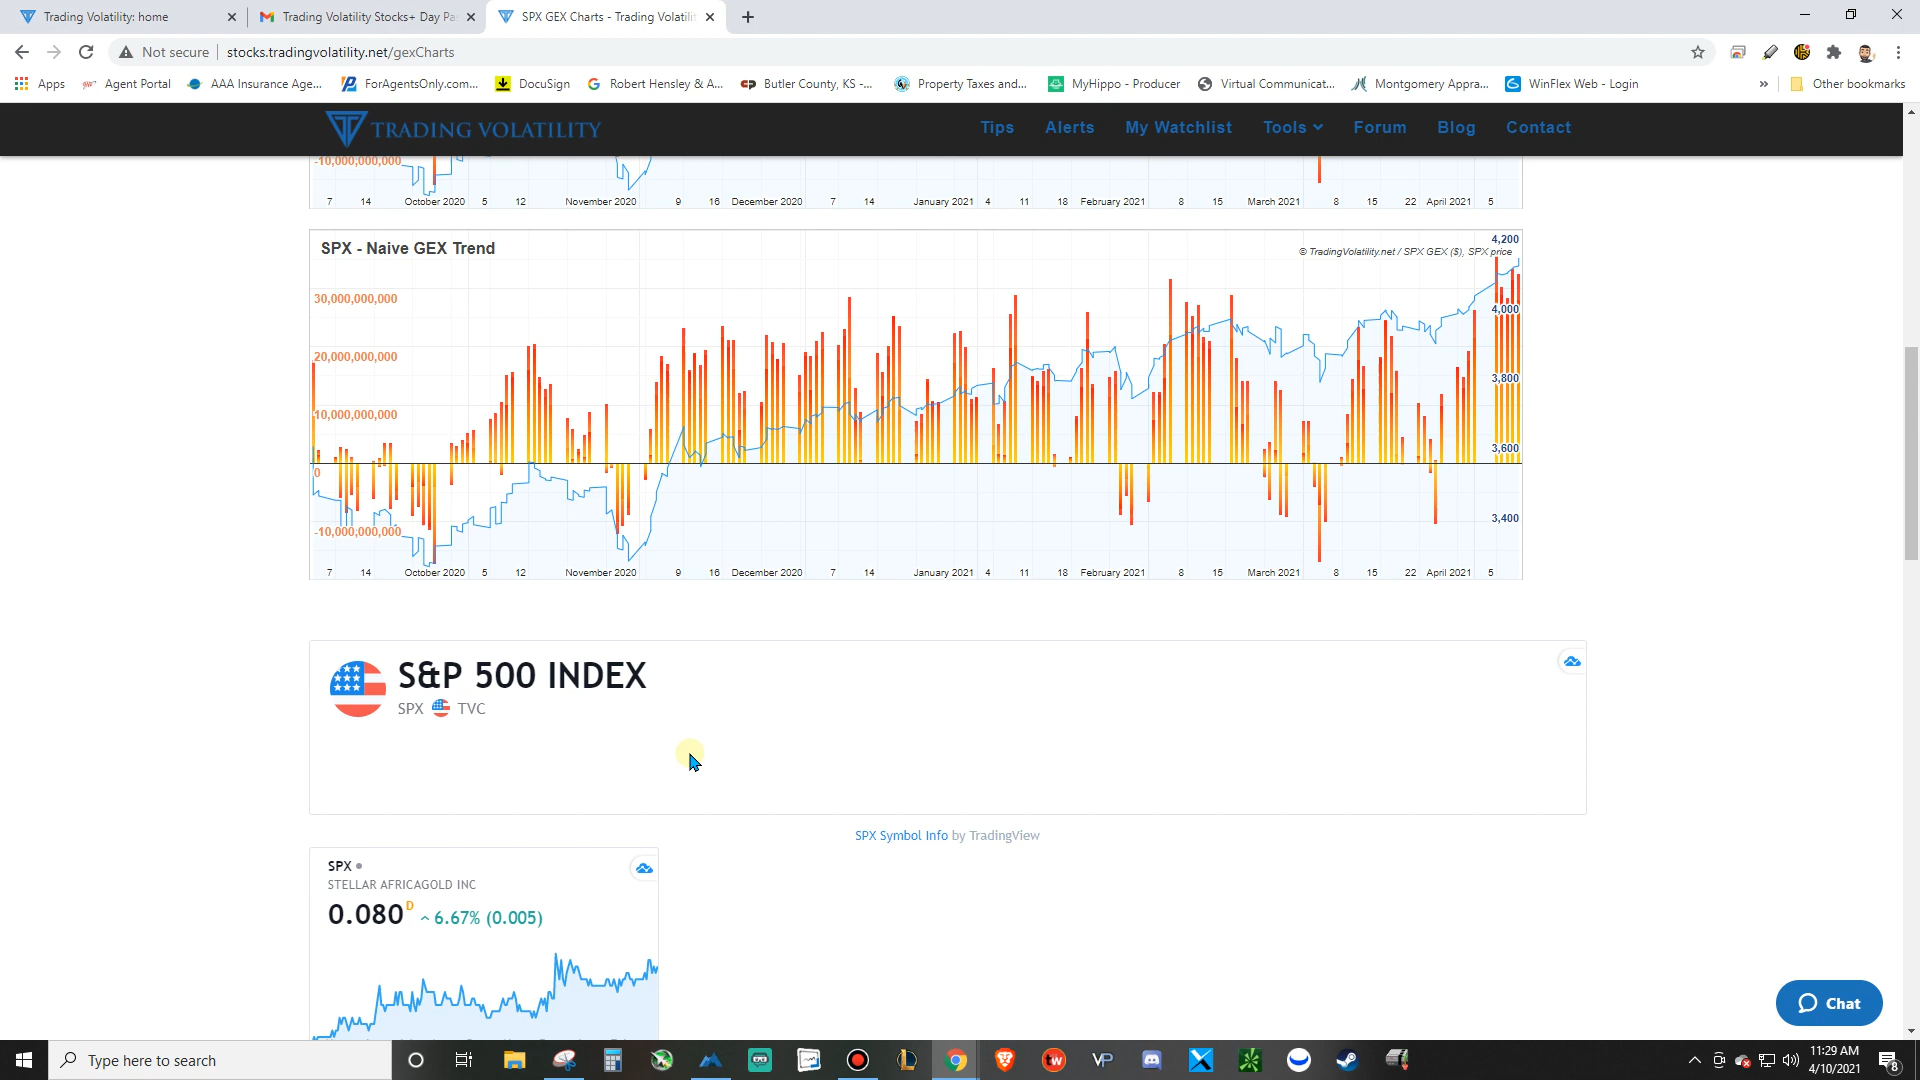 Trading Volatility: home
Trading Volatility Stocks+ Day Pa
SPX GEX Charts - Trading Volatili
Not secure
stocks.tradingvolatility.net/gexCharts
Apps
Agent Portal
AAA Insurance Age...
ForAgentsOnly.com...
DocuSign
Robert Hensley & A...
Butler County, KS -...
Property Taxes and...
MyHippo - Producer
Virtual Communicat...
Montgomery Appra...
WinFlex Web - Login
»
Other bookmarks
TRADING VOLATILITY
Tips
Alerts
My Watchlist
Tools
Forum
Blog
Contact
-10,000,000,000
7 14 October 2020 5 12 November 2020 9 16 December 2020 7 14 January 2021 4 11 18 February 2021 8 15 March 2021 8 15 22 April 2021 5
SPX - Naive GEX Trend
4,200
© TradingVolatility.net / SPX GEX ($), SPX price
30,000,000,000
4,000
20,000,000,000
3,800
10,000,000,000
3,600
0
3,400
-10,000,000,000
7 14 October 2020 5 12 November 2020 9 16 December 2020 7 14 January 2021 4 11 18 February 2021 8 15 March 2021 8 15 22 April 2021 5
S&P 500 INDEX
SPX TVC
SPX Symbol Info by TradingView
SPX
STELLAR AFRICAGOLD INC
0.080 D 6.67% (0.005)
Chat
Type here to search
VP
11:29 AM
4/10/2021
8